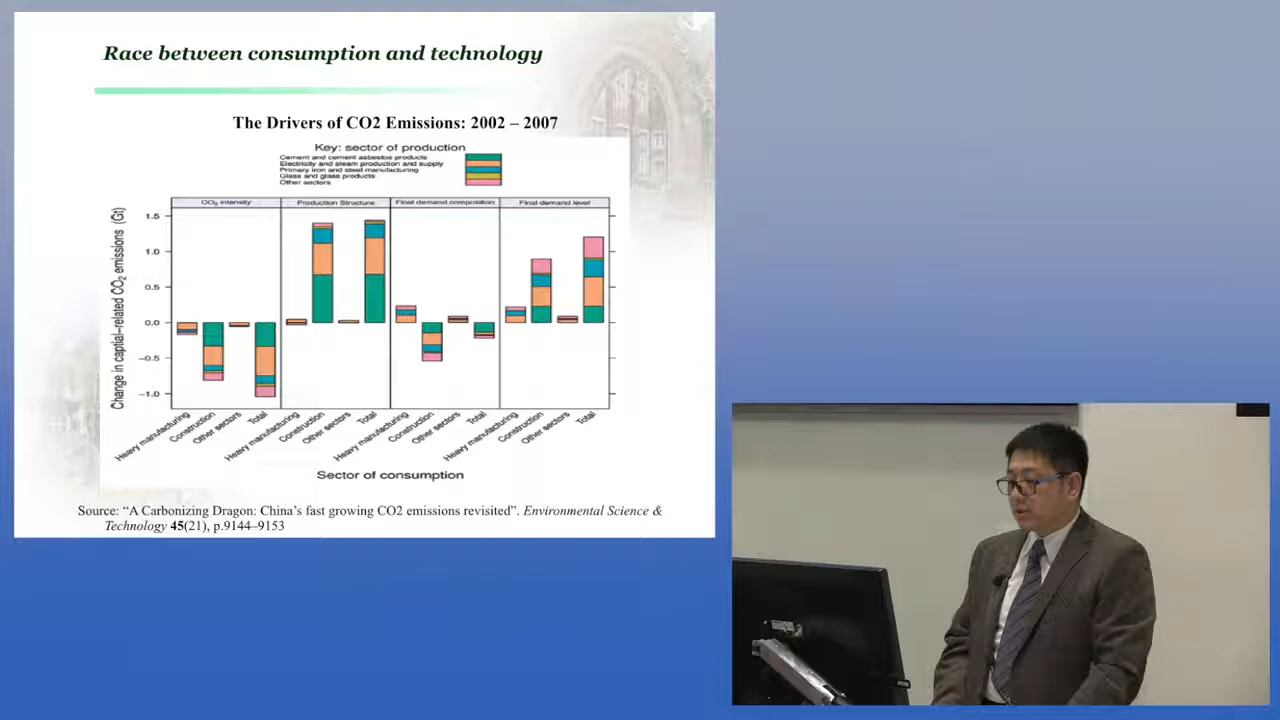 Race between consumption and technology
The Drivers of CO2 Emissions: 2002 – 2007
Key: sector of production
Cement and cement asbestos products
Electricity and steam production and supply
Primary iron and steel manufacturing
Glass and glass products
Other sectors
CO₂ intensity
Production Structure
Final demand composition
Final demand level
Change in captial–related CO₂ emissions (Gt)
1.5
1.0
0.5
0.0
−0.5
−1.0
Heavy manufacturing
Construction
Other sectors
Total
Heavy manufacturing
Construction
Other sectors
Total
Heavy manufacturing
Construction
Other sectors
Total
Heavy manufacturing
Construction
Other sectors
Total
Sector of consumption
Source: “A Carbonizing Dragon: China’s fast growing CO2 emissions revisited”. Environmental Science &
Technology 45(21), p.9144–9153